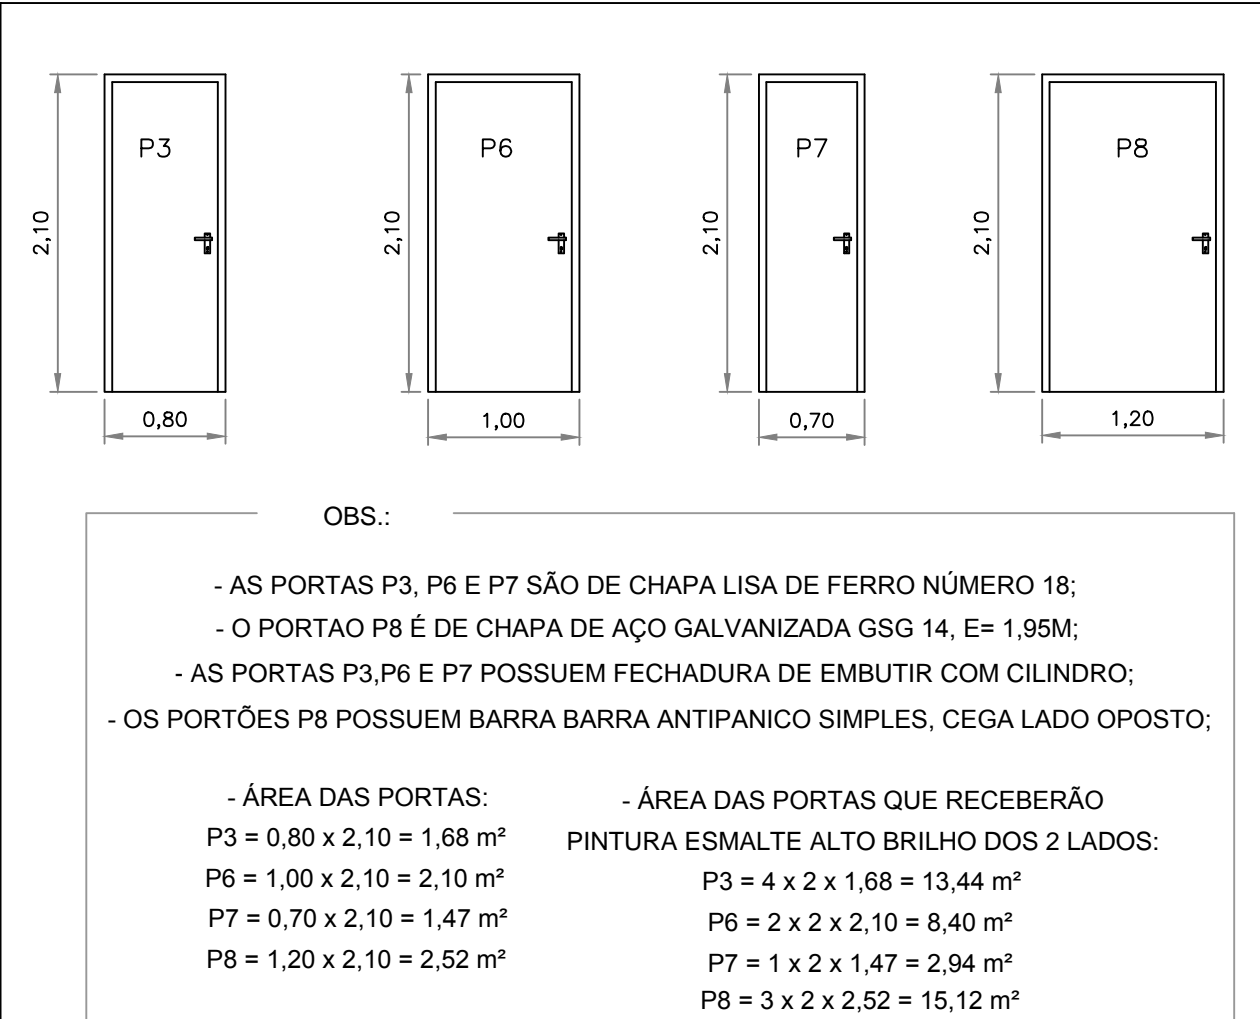 P3
P6
P7
P8
2,10
2,10
2,10
2,10
0,80
1,00
0,70
1,20
OBS.:
- AS PORTAS P3, P6 E P7 SÃO DE CHAPA LISA DE FERRO NÚMERO 18;
- O PORTAO P8 É DE CHAPA DE AÇO GALVANIZADA GSG 14, E= 1,95M;
- AS PORTAS P3,P6 E P7 POSSUEM FECHADURA DE EMBUTIR COM CILINDRO;
- OS PORTÕES P8 POSSUEM BARRA BARRA ANTIPANICO SIMPLES, CEGA LADO OPOSTO;
- ÁREA DAS PORTAS:
P3 = 0,80 x 2,10 = 1,68 m²
P6 = 1,00 x 2,10 = 2,10 m²
P7 = 0,70 x 2,10 = 1,47 m²
P8 = 1,20 x 2,10 = 2,52 m²
- ÁREA DAS PORTAS QUE RECEBERÃO
PINTURA ESMALTE ALTO BRILHO DOS 2 LADOS:
P3 = 4 x 2 x 1,68 = 13,44 m²
P6 = 2 x 2 x 2,10 = 8,40 m²
P7 = 1 x 2 x 1,47 = 2,94 m²
P8 = 3 x 2 x 2,52 = 15,12 m²